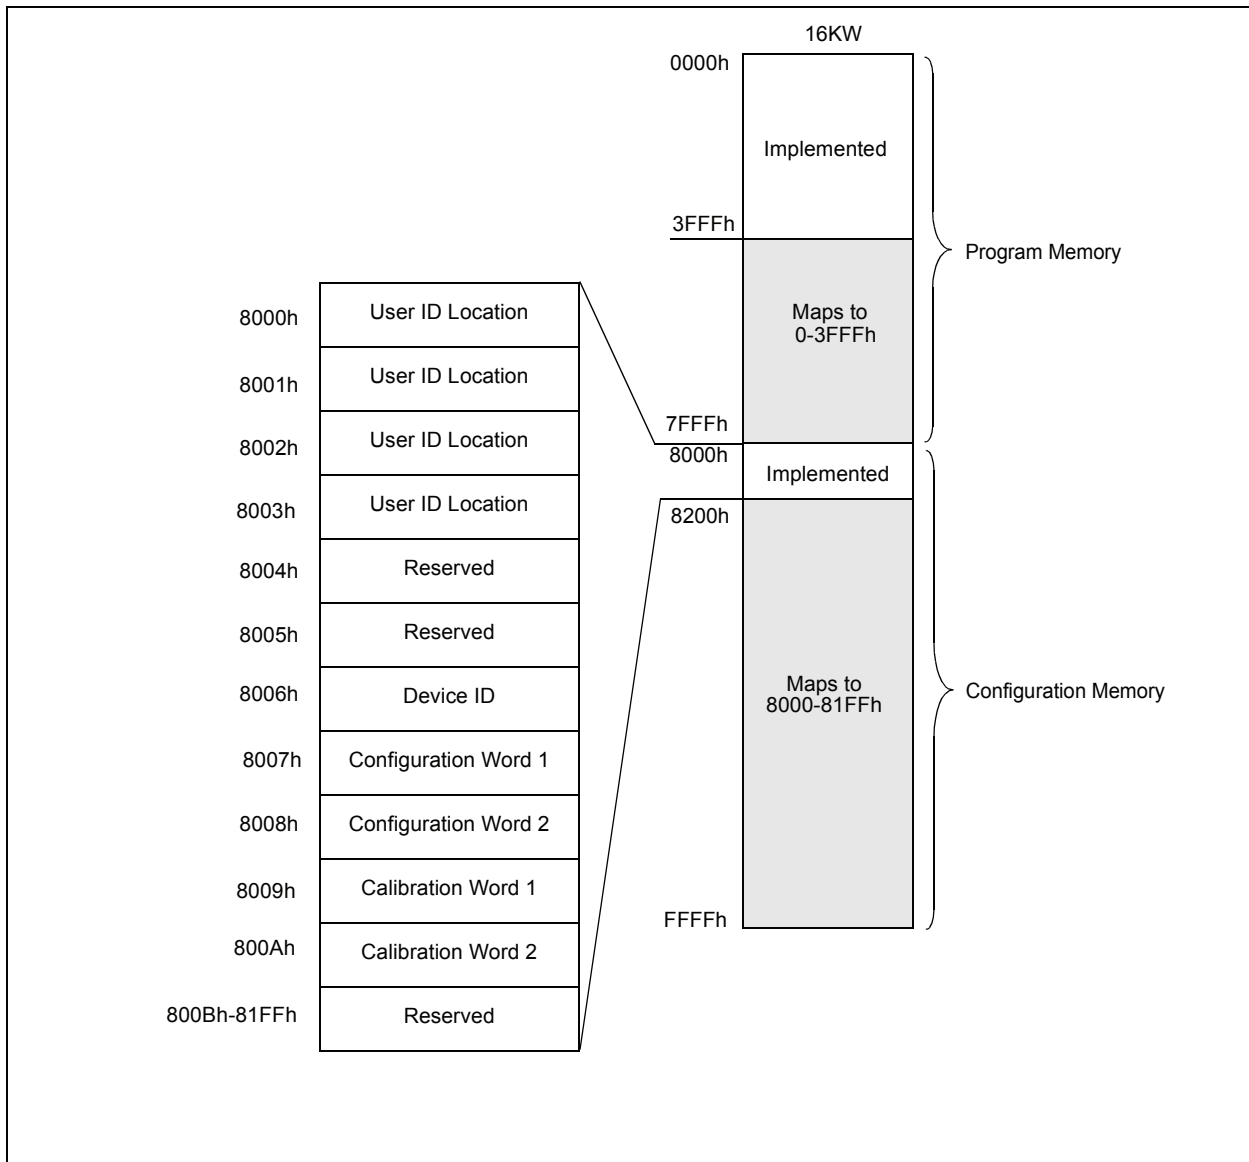 16KW
0000h
Implemented
3FFFh
Program Memory
Maps to
0-3FFFh
7FFFh
8000h
Implemented
8200h
Maps to
8000-81FFh
Configuration Memory
FFFFh
8000h
User ID Location
8001h
User ID Location
8002h
User ID Location
8003h
User ID Location
8004h
Reserved
8005h
Reserved
8006h
Device ID
8007h
Configuration Word 1
8008h
Configuration Word 2
8009h
Calibration Word 1
800Ah
Calibration Word 2
800Bh-81FFh
Reserved